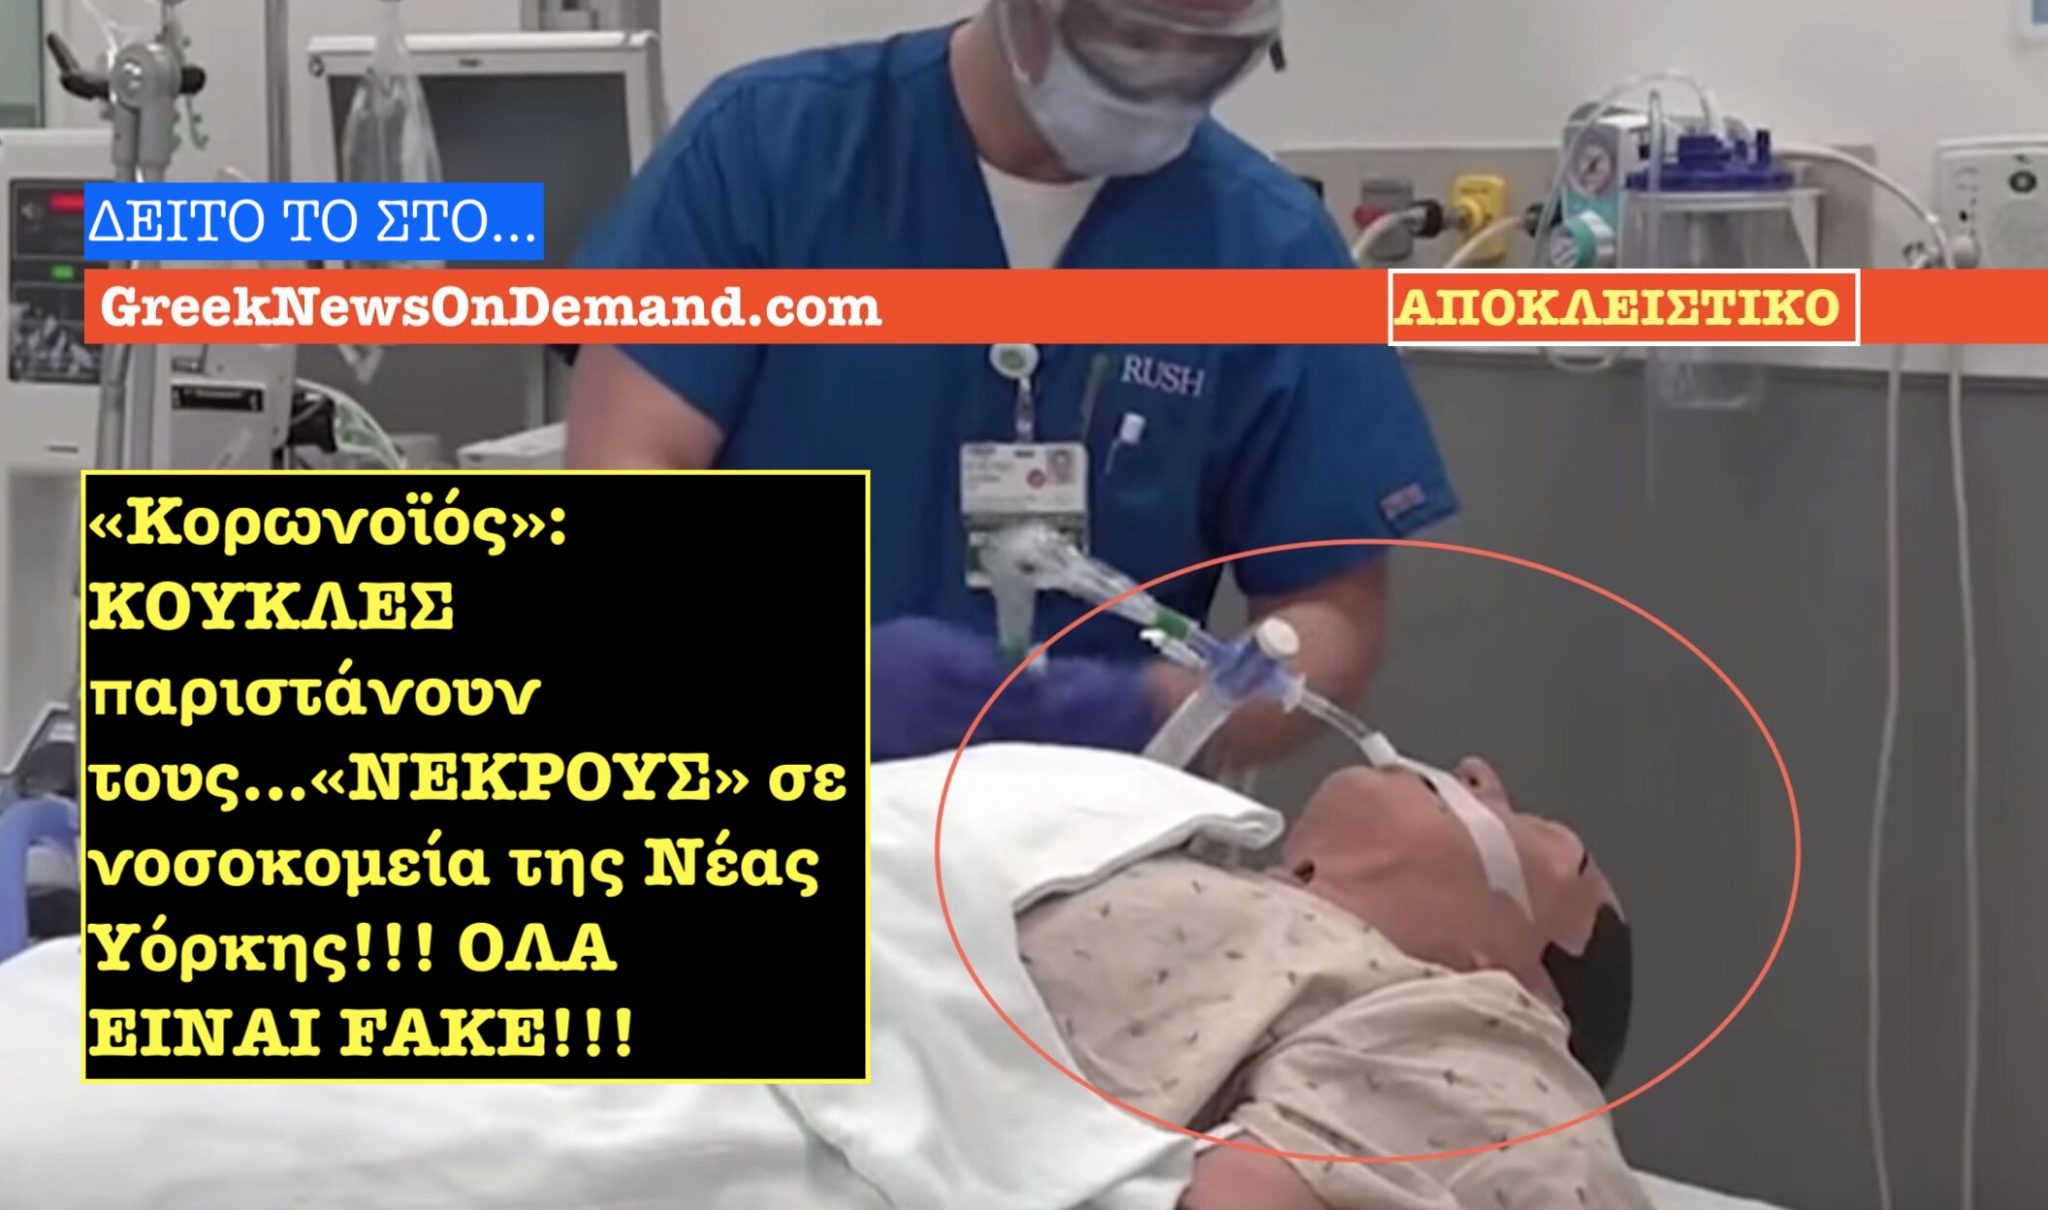 ΔΕΙΤΟ ΤΟ ΣΤΟ...
GreekNewsOnDemand.com
ΑΠΟΚΛΕΙΣΤΙΚΟ
RUSH
«Κορωνοϊός»:
ΚΟΥΚΛΕΣ
παριστάνουν
τους...«ΝΕΚΡΟΥΣ» σε
νοσοκομεία της Νέας
Υόρκης!!! ΟΛΑ
ΕΙΝΑΙ FAKE!!!